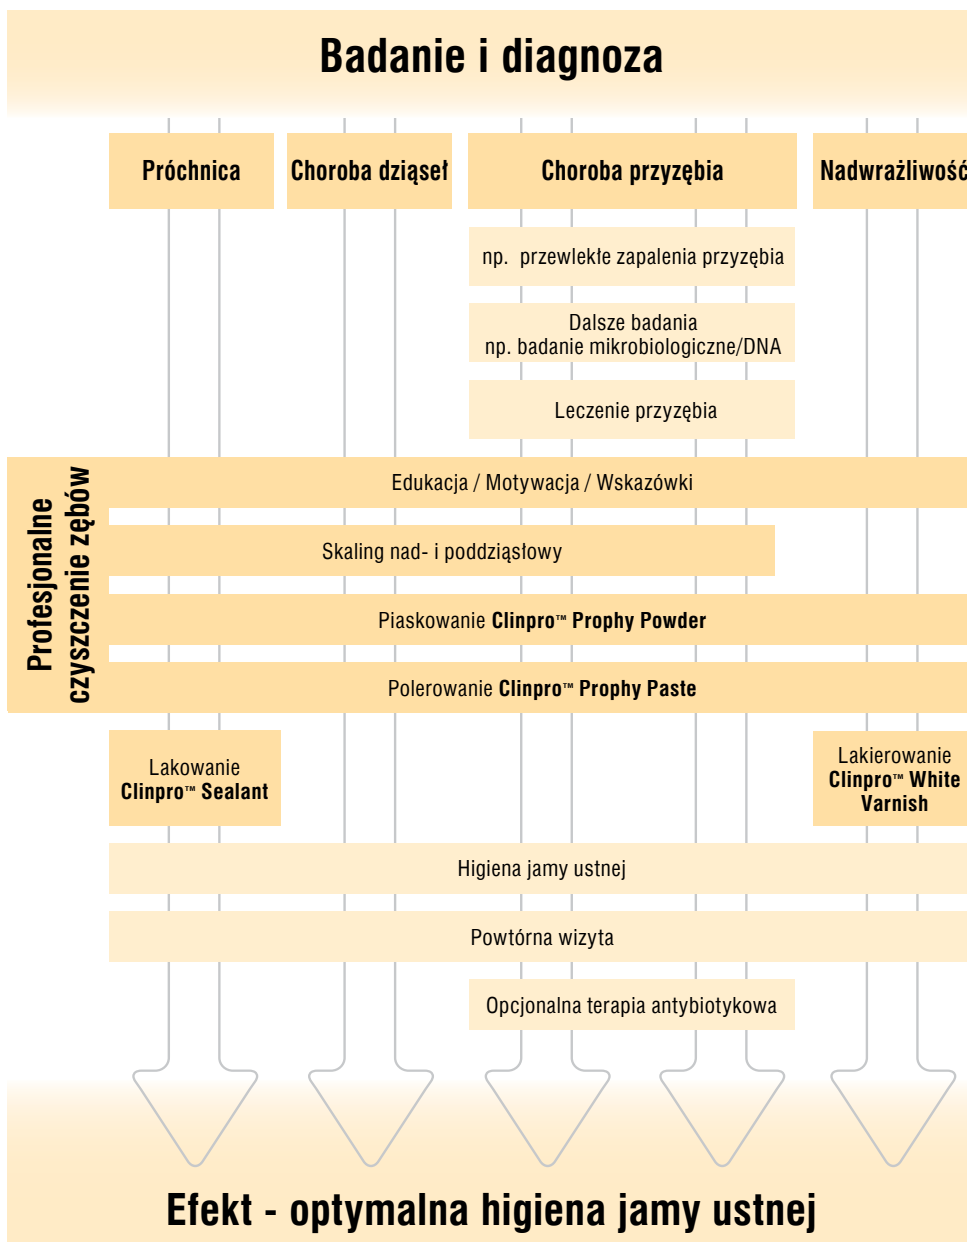 Badanie i diagnoza
Próchnica
Choroba dziąseł
Choroba przyzębia
Nadwrażliwość
np. przewlekłe zapalenia przyzębia
Dalsze badania
np. badanie mikrobiologiczne/DNA
Leczenie przyzębia
Profesjonalne
czyszczenie zębów
Edukacja / Motywacja / Wskazówki
Skaling nad- i poddziąsłowy
Piaskowanie Clinpro™ Prophy Powder
Polerowanie Clinpro™ Prophy Paste
Lakowanie
Clinpro™ Sealant
Lakierowanie
Clinpro™ White
Varnish
Higiena jamy ustnej
Powtórna wizyta
Opcjonalna terapia antybiotykowa
Efekt - optymalna higiena jamy ustnej